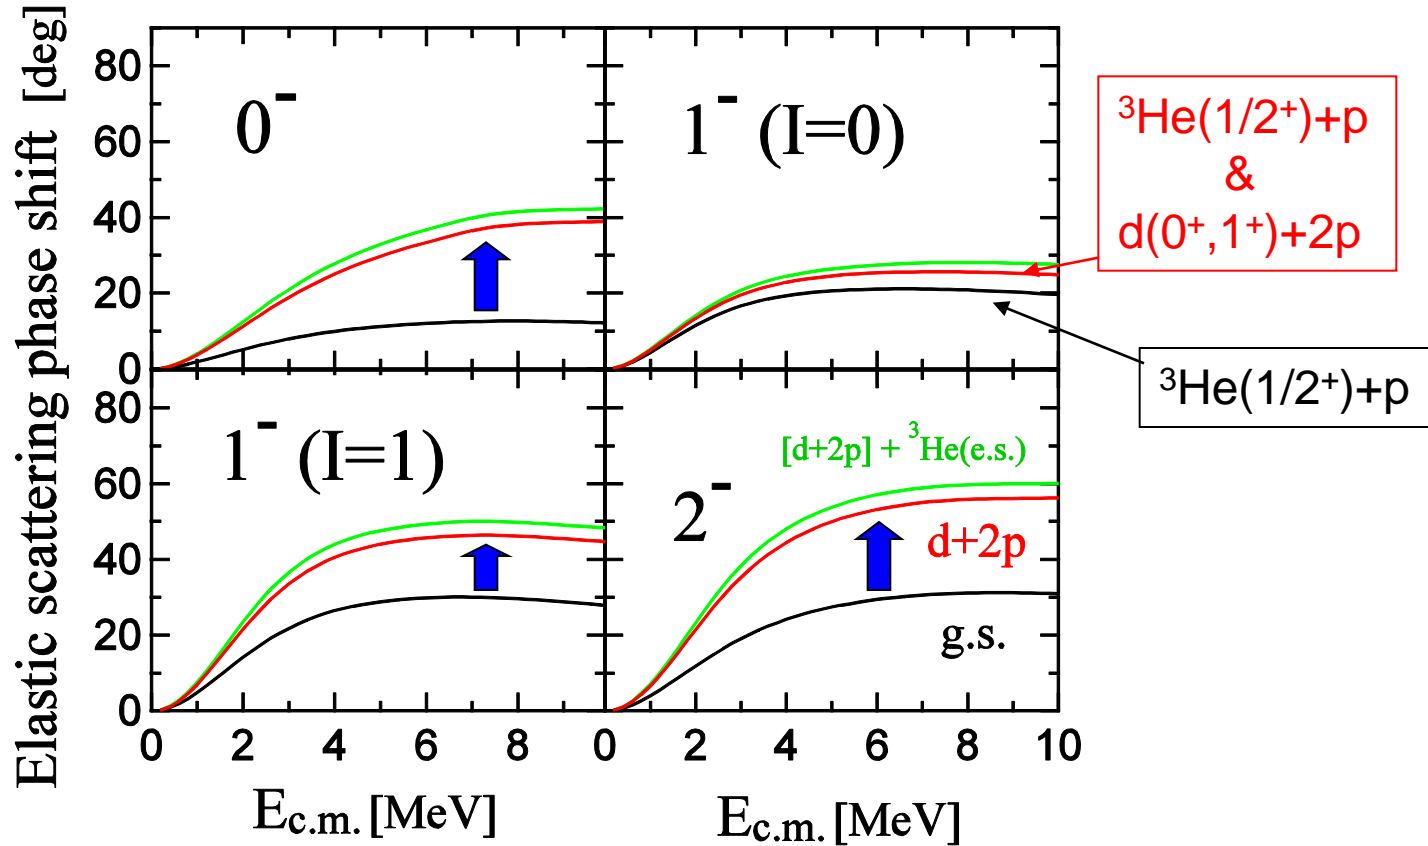 Elastic scattering phase shift [deg]
80
60
40
20
0
0⁻
1⁻ (I=0)
³He(1/2⁺)+p
&
d(0⁺,1⁺)+2p
³He(1/2⁺)+p
80
60
40
20
0
1⁻ (I=1)
[d+2p] + ³He(e.s.)
2⁻
d+2p
g.s.
0 2 4 6 8 0 2 4 6 8 10
E_c.m. [MeV]
E_c.m. [MeV]